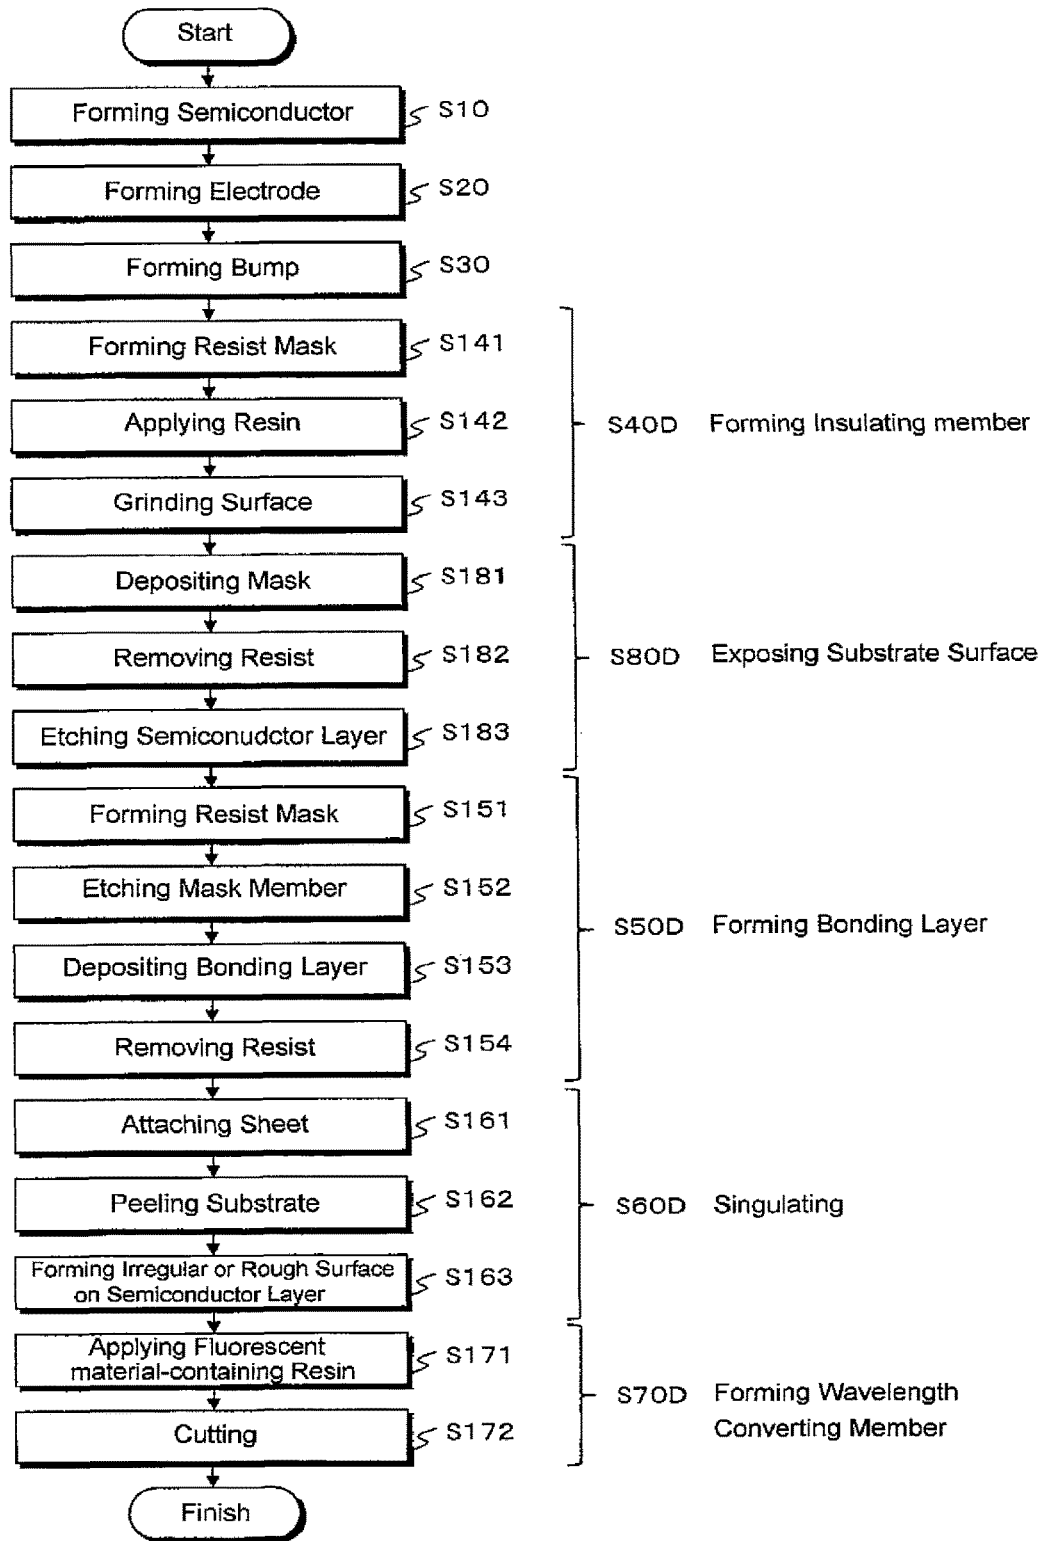 Start
Forming Semiconductor S10
Forming Electrode S20
Forming Bump S30
Forming Resist Mask S141
Applying Resin S142
S40D Forming Insulating member
Grinding Surface S143
Depositing Mask S181
Removing Resist S182
S80D Exposing Substrate Surface
Etching Semiconudctor Layer S183
Forming Resist Mask S151
Etching Mask Member S152
S50D Forming Bonding Layer
Depositing Bonding Layer S153
Removing Resist S154
Attaching Sheet S161
Peeling Substrate S162
S60D Singulating
Forming Irregular or Rough Surface
on Semiconductor Layer
S163
Applying Fluorescent
material-containing Resin
S171
S70D Forming Wavelength
Converting Member
Cutting S172
Finish